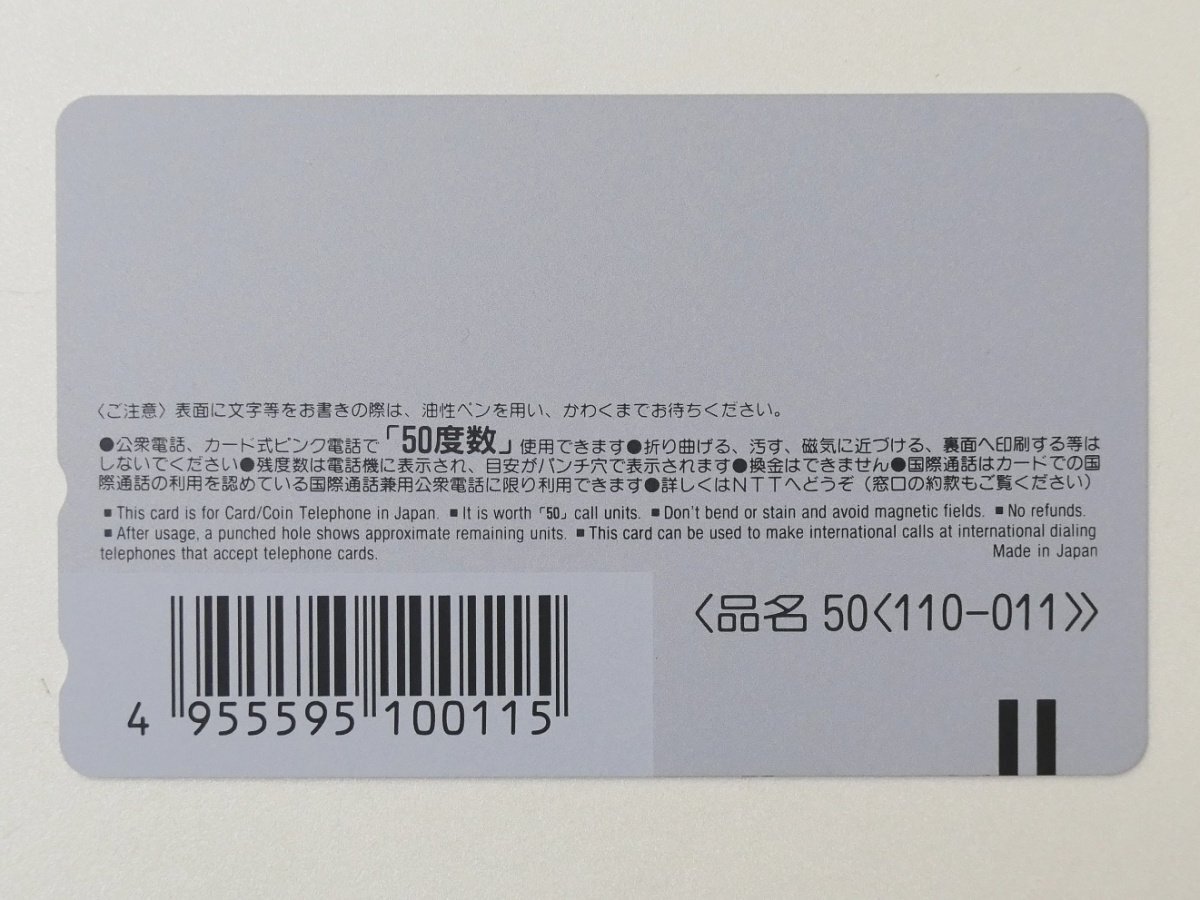 〈ご注意〉表面に文字等をお書きの際は、油性ペンを用い、かわくまでお待ちください。
●公衆電話、カード式ピンク電話で「50度数」使用できます●折り曲げる、汚す、磁気に近づける、裏面へ印刷する等は
しないでください●残度数は電話機に表示され、目安がパンチ穴で表示されます●換金はできません●国際通話はカードでの国
際通話の利用を認めている国際通話兼用公衆電話に限り利用できます●詳しくはNTTへどうぞ(窓口の約款もご覧ください)
■ This card is for Card/Coin Telephone in Japan. ■ It is worth「50」call units. ■ Don't bend or stain and avoid magnetic fields. ■ No refunds.
■ After usage, a punched hole shows approximate remaining units. ■ This card can be used to make international calls at international dialing
telephones that accept telephone cards.
Made in Japan
〈品名 50〈110-011〉〉
4 955595 100115